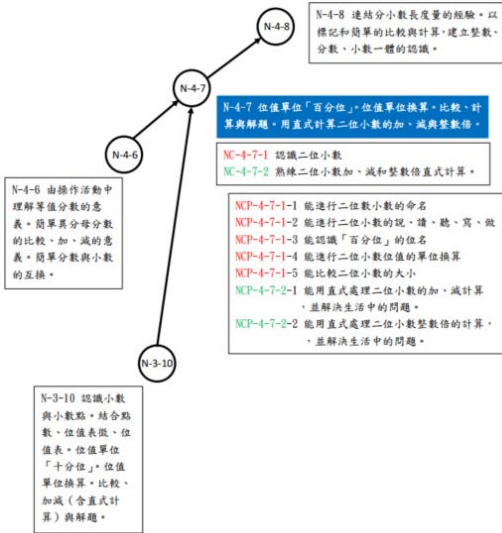 N-4-8
N-4-8 連結分小數長度量的經驗。以
標記和簡單的比較與計算，建立整數、
分數、小數一體的認識。
N-4-7
N-4-7 位值單位「百分位」。位值單位換算。比較、計
算與解題。用直式計算二位小數的加、減與整數倍。
N-4-6
NC-4-7-1 認識二位小數
NC-4-7-2 熟練二位小數加、減和整數倍直式計算。
N-4-6 由操作活動中
理解等值分數的意
義。簡單異分母分數
的比較、加、減的意
義。簡單分數與小數
的互換。
NCP-4-7-1-1 能進行二位數小數的命名
NCP-4-7-1-2 能進行二位小數的說、讀、聽、寫、做
NCP-4-7-1-3 能認識「百分位」的位名
NCP-4-7-1-4 能進行二位小數位值的單位換算
NCP-4-7-1-5 能比較二位小數的大小
NCP-4-7-2-1 能用直式處理二位小數的加、減計算
，並解決生活中的問題。
NCP-4-7-2-2 能用直式處理二位小數整數倍的計算，
，並解決生活中的問題。
N-3-10
N-3-10 認識小數
與小數點。結合點
數、位值表徵、位
值表。位值單位
「十分位」。位值
單位換算。比較、
加減（含直式計
算）與解題。